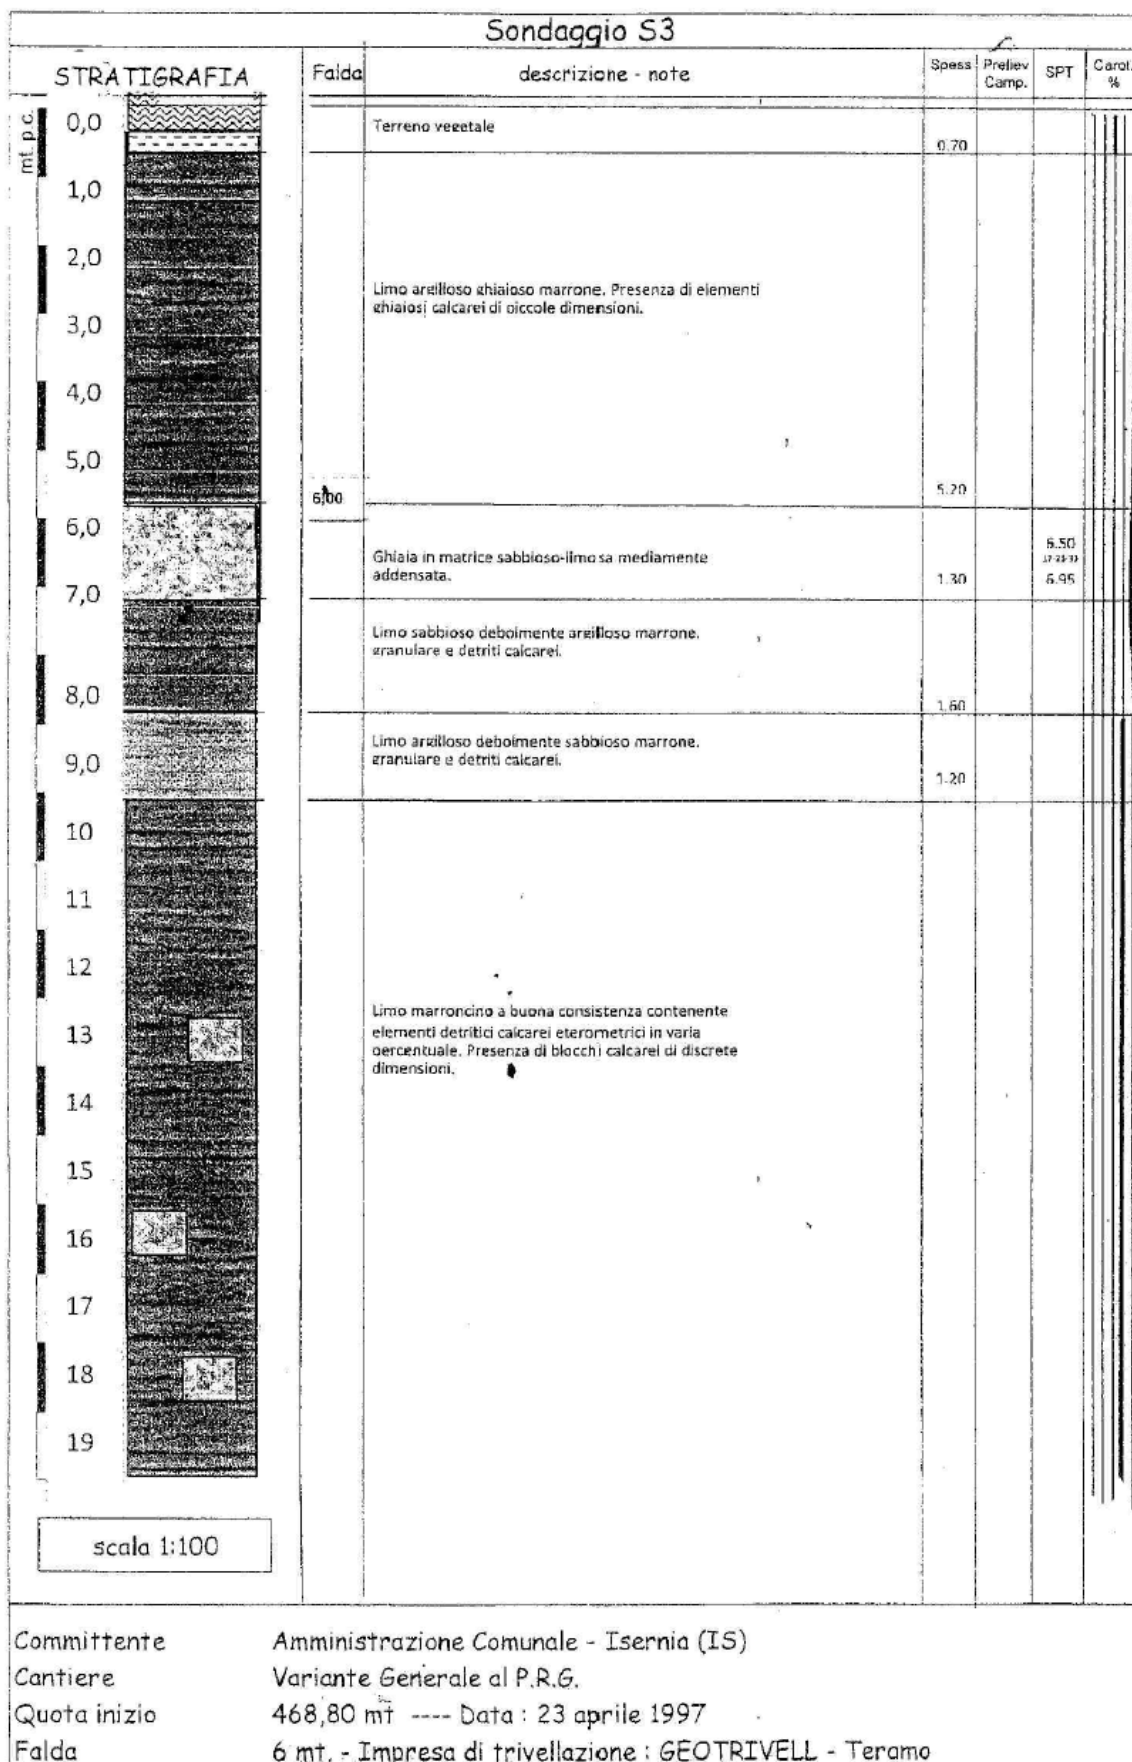 Sondaggio S3
STRATIGRAFIA
Falda
descrizione - note
Spess
Preliev
Camp.
SPT
Carot.
%
mt. p.c.
0,0
Terreno vegetale
0.70
1,0
2,0
Limo argilloso ghiaioso marrone. Presenza di elementi
ghiaiosi calcarei di piccole dimensioni.
3,0
4,0
5,0
6,00
5.20
6,0
Ghiaia in matrice sabbioso-limosa mediamente
addensata.
1.30
6.50
6.95
7,0
Limo sabbioso debolmente argilloso marrone.
granulare e detriti calcarei.
8,0
1.60
Limo argilloso debolmente sabbioso marrone.
granulare e detriti calcarei.
9,0
1.20
10
11
12
Limo marroncino a buona consistenza contenente
elementi detritici calcarei eterometrici in varia
percentuale. Presenza di blocchi calcarei di discrete
dimensioni.
13
14
15
16
17
18
19
scala 1:100
Committente Amministrazione Comunale - Isernia (IS)
Cantiere Variante Generale al P.R.G.
Quota inizio 468,80 mt ---- Data : 23 aprile 1997
Falda 6 mt. - Impresa di trivellazione : GEOTRIVELL - Teramo